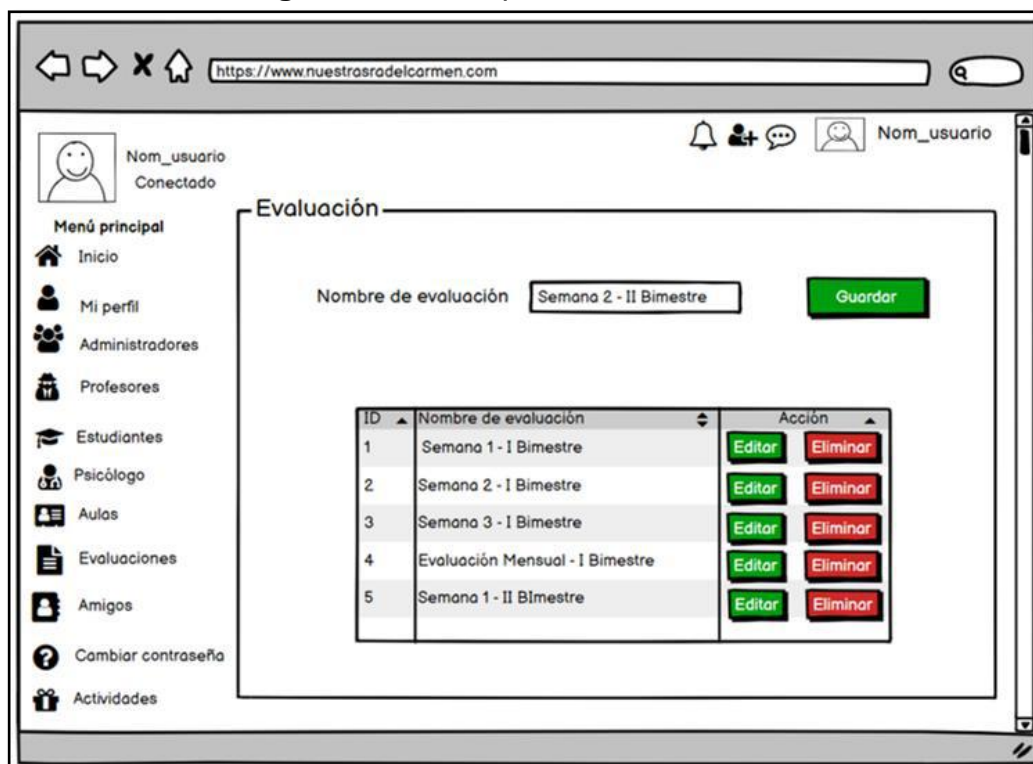 https://www.nuestrasradelcarmen.com
Nom_usuario
Nom_usuario
Conectado
Menú principal
Inicio
Mi perfil
Administradores
Profesores
Estudiantes
Psicólogo
Aulas
Evaluaciones
Amigos
Cambiar contraseña
Actividades
Evaluación
Nombre de evaluación Semana 2 - II Bimestre Guardar
ID Nombre de evaluación Acción
1 Semana 1 - I Bimestre Editar Eliminar
2 Semana 2 - I Bimestre Editar Eliminar
3 Semana 3 - I Bimestre Editar Eliminar
4 Evaluación Mensual - I Bimestre Editar Eliminar
5 Semana 1 - II BImestre Editar Eliminar